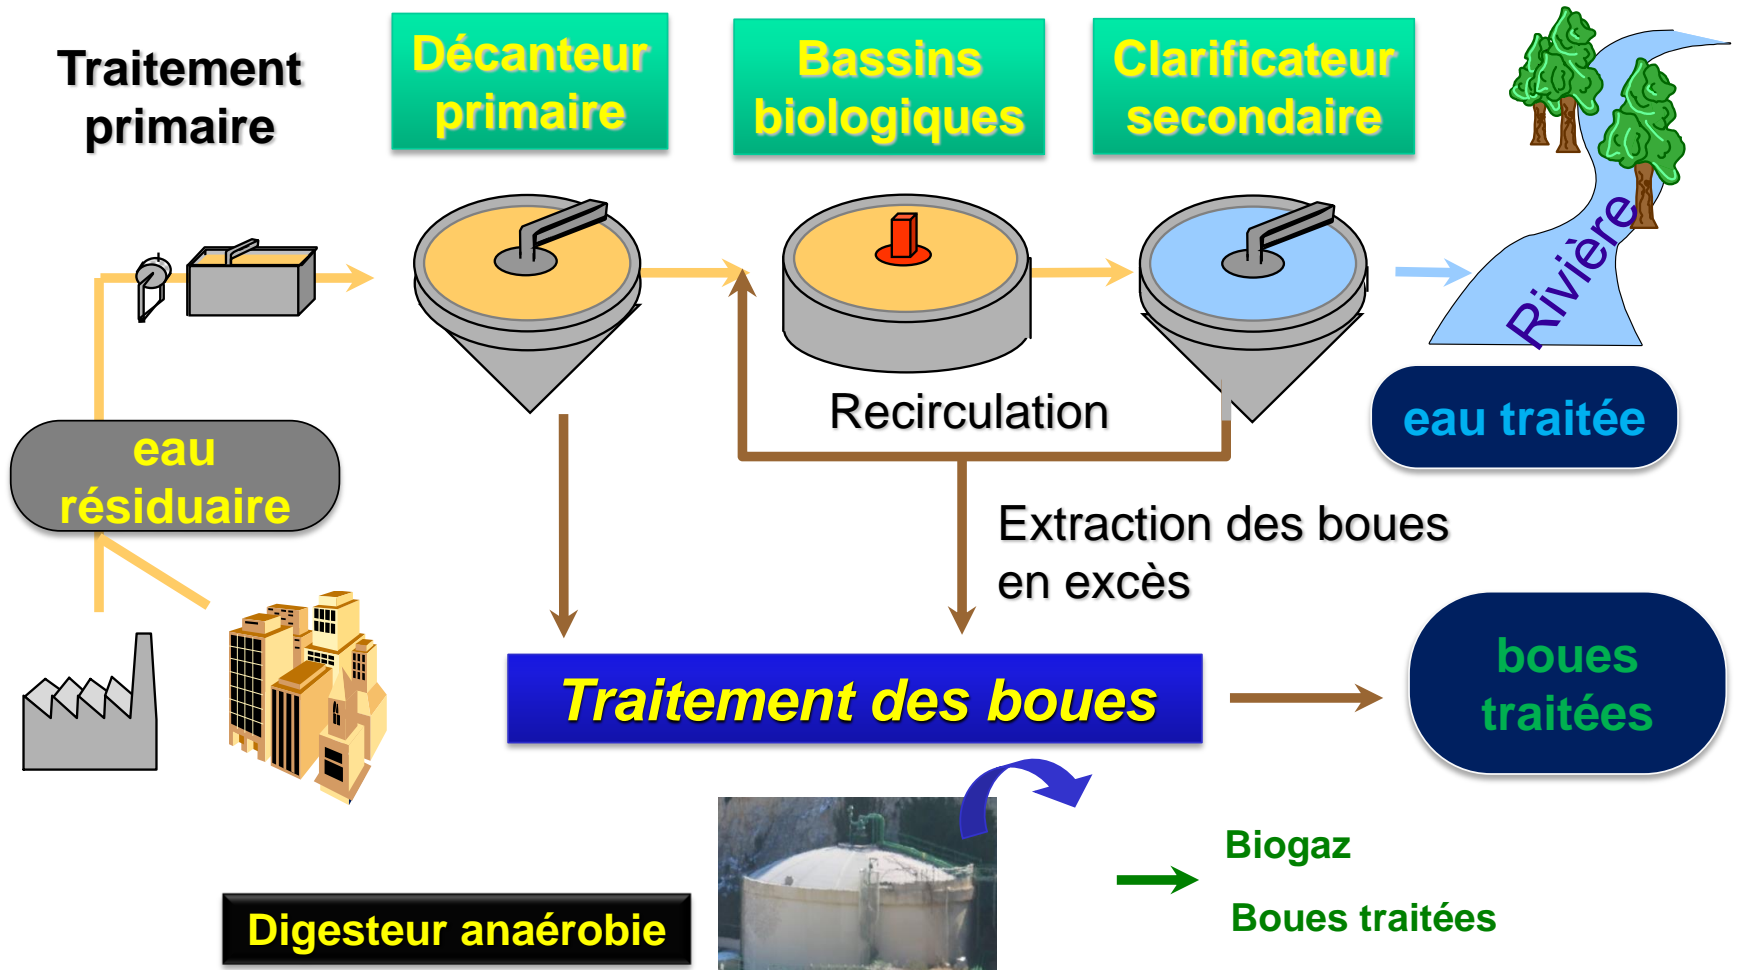 Traitement
primaire
Décanteur
primaire
Bassins
biologiques
Clarificateur
secondaire
Rivière
Recirculation
eau traitée
eau
résiduaire
Extraction des boues
en excès
Traitement des boues
boues
traitées
Biogaz
Boues traitées
Digesteur anaérobie